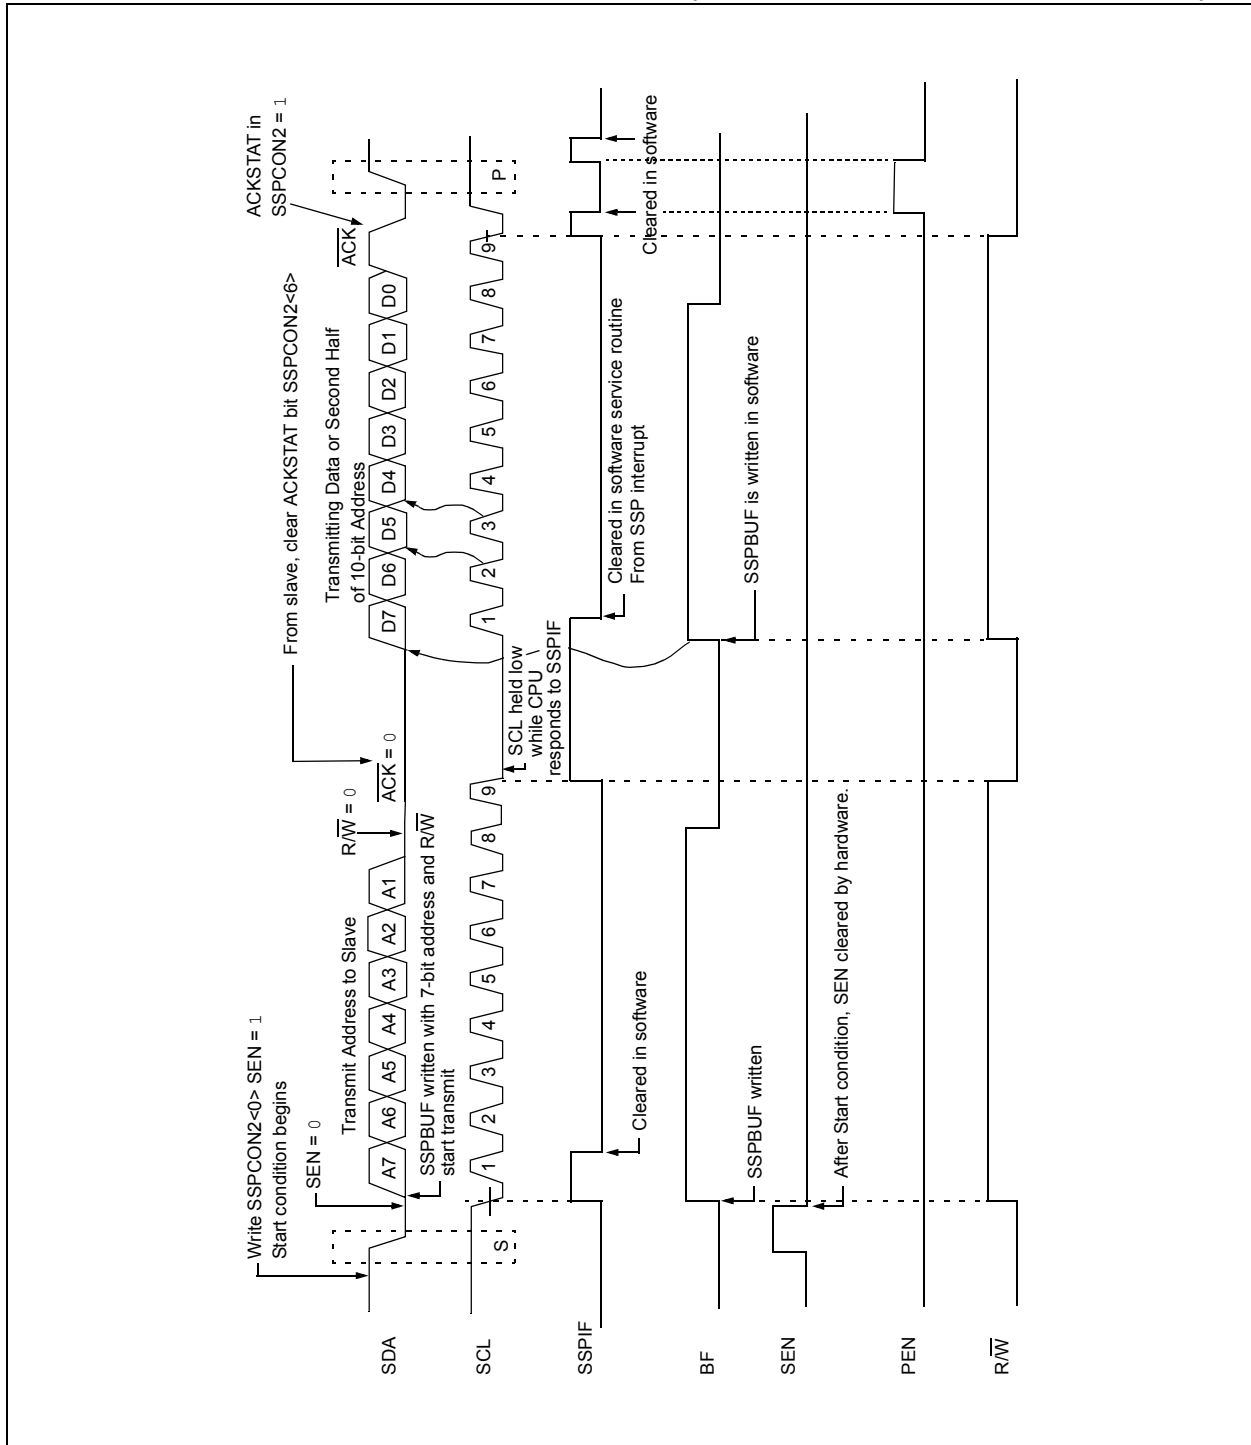 Write SSPCON2<0> SEN = 1
Start condition begins
SEN = 0
Transmit Address to Slave
R/W = 0
From slave, clear ACKSTAT bit SSPCON2<6>
ACK = 0
Transmitting Data or Second Half
of 10-bit Address
ACK
ACKSTAT in
SSPCON2 = 1
SDA
A7 A6 A5 A4 A3 A2 A1
D7 D6 D5 D4 D3 D2 D1 D0
SSPBUF written with 7-bit address and R/W
start transmit
SCL
S
1 2 3 4 5 6 7 8 9
1 2 3 4 5 6 7 8 9
P
SCL held low
while CPU
responds to SSPIF
SSPIF
Cleared in software
Cleared in software service routine
From SSP interrupt
Cleared in software
BF
SSPBUF written
SSPBUF is written in software
SEN
After Start condition, SEN cleared by hardware.
PEN
R/W